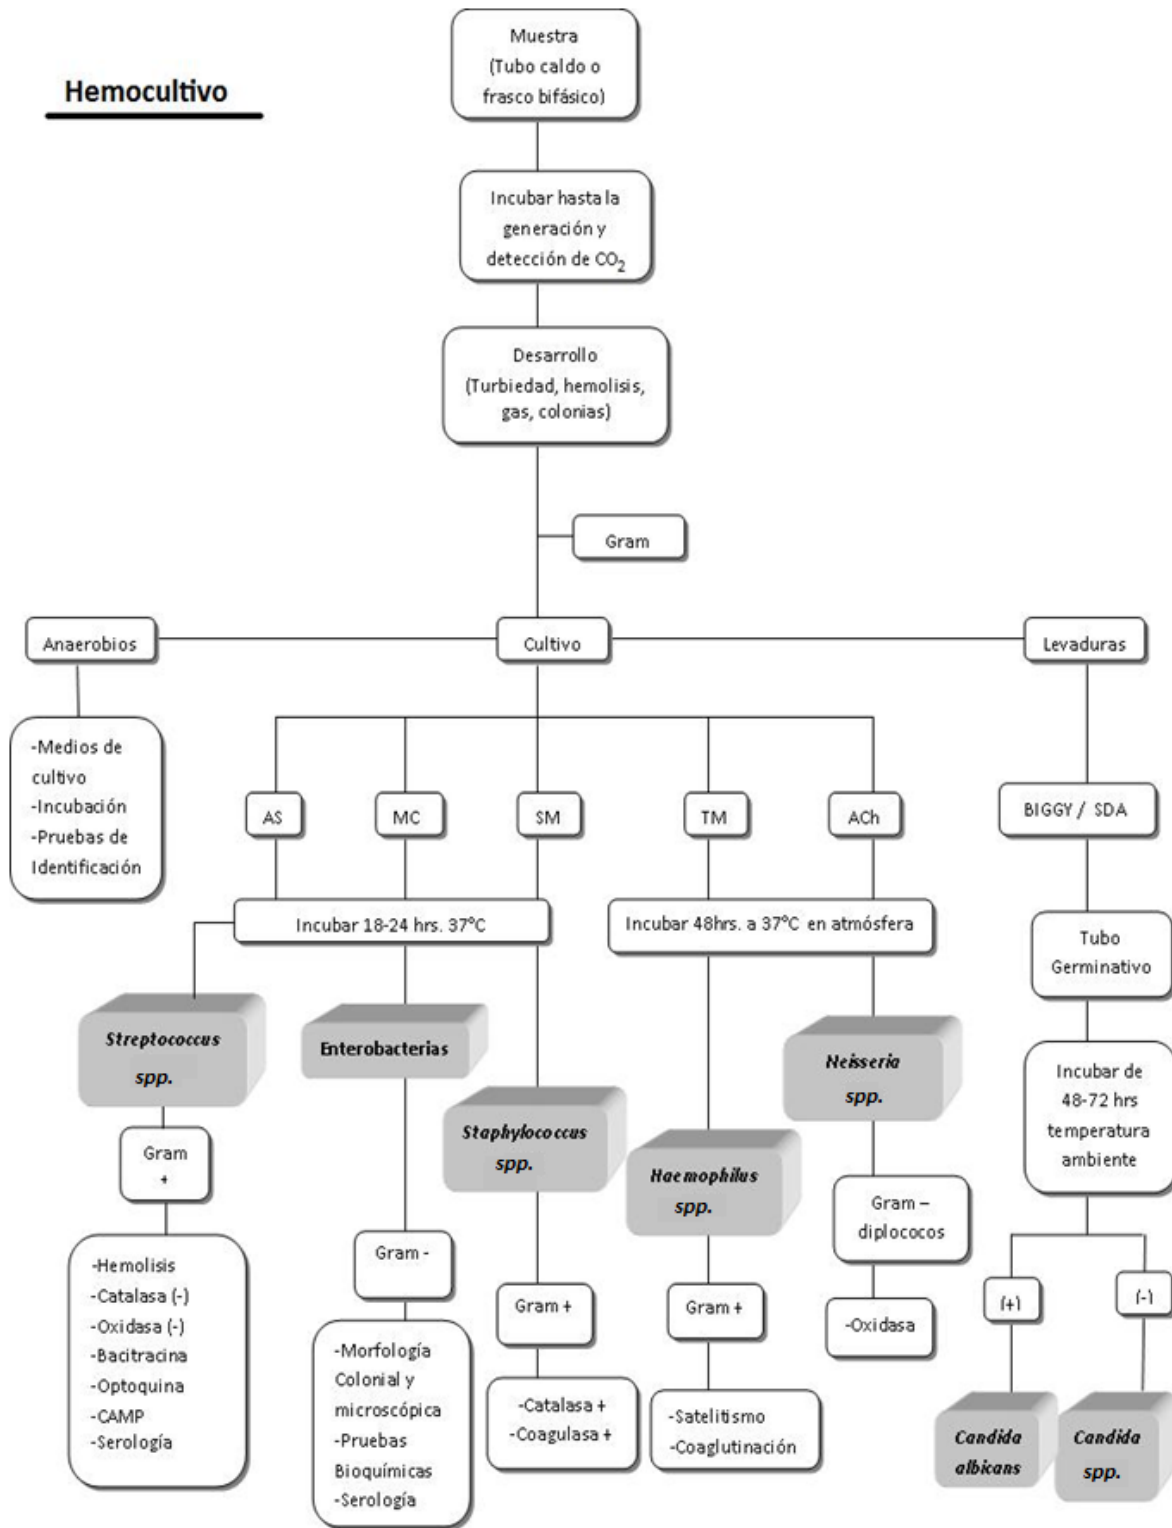 Hemocultivo
Muestra
(Tubo caldo o
frasco bifásico)
Incubar hasta la
generación y
detección de CO2
Desarrollo
(Turbiedad, hemolisis,
gas, colonias)
Gram
Anaerobios
Cultivo
Levaduras
-Medios de
cultivo
-Incubación
-Pruebas de
Identificación
AS
MC
SM
TM
ACh
BIGGY / SDA
Incubar 18-24 hrs. 37°C
Incubar 48hrs. a 37°C en atmósfera
Tubo
Germinativo
Streptococcus
spp.
Enterobacterias
Staphylococcus
spp.
Haemophilus
spp.
Neisseria
spp.
Incubar de
48-72 hrs
temperatura
ambiente
Gram
+
Gram -
Gram +
Gram +
Gram –
diplococos
-Hemolisis
-Catalasa (-)
-Oxidasa (-)
-Bacitracina
-Optoquina
-CAMP
-Serología
-Morfología
Colonial y
microscópica
-Pruebas
Bioquímicas
-Serología
-Catalasa +
-Coagulasa +
-Satelitismo
-Coaglutinación
-Oxidasa
(+)
(-)
Candida
albicans
Candida
spp.